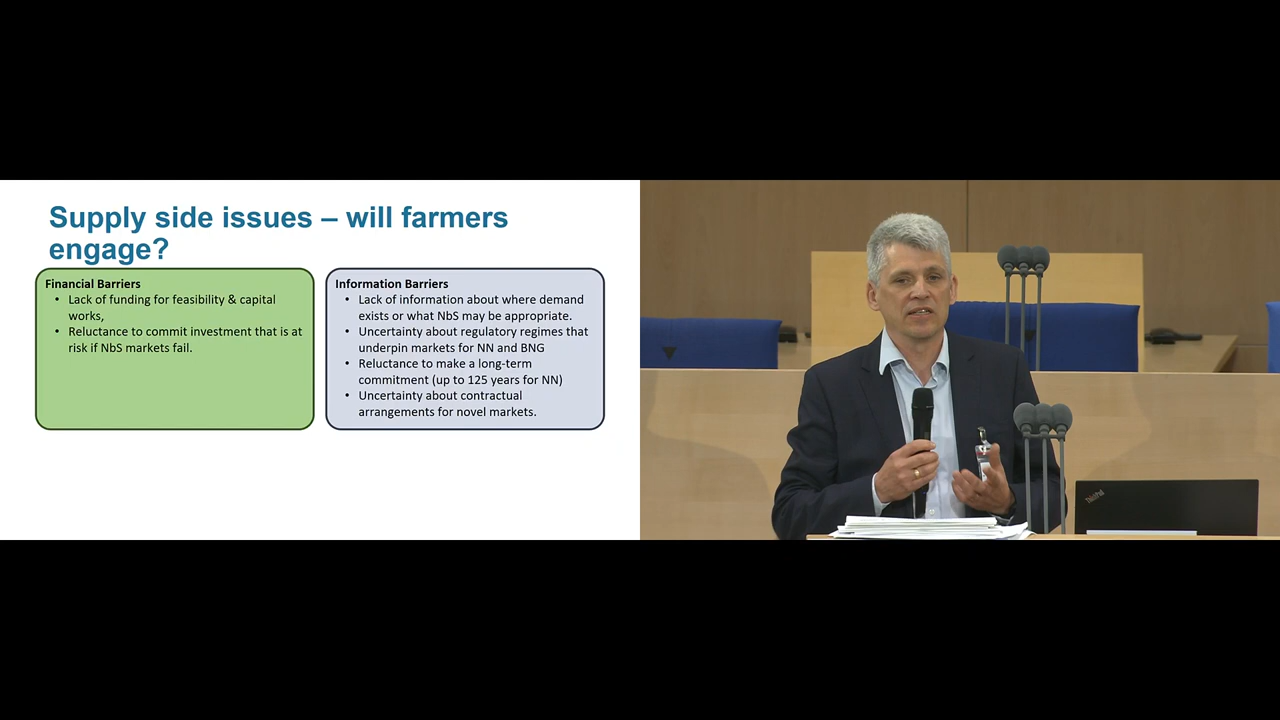 Supply side issues – will farmers
engage?
Financial Barriers
• Lack of funding for feasibility & capital
works,
• Reluctance to commit investment that is at
risk if NbS markets fail.
Information Barriers
• Lack of information about where demand
exists or what NbS may be appropriate.
• Uncertainty about regulatory regimes that
underpin markets for NN and BNG
• Reluctance to make a long-term
commitment (up to 125 years for NN)
• Uncertainty about contractual
arrangements for novel markets.
ThinkPad